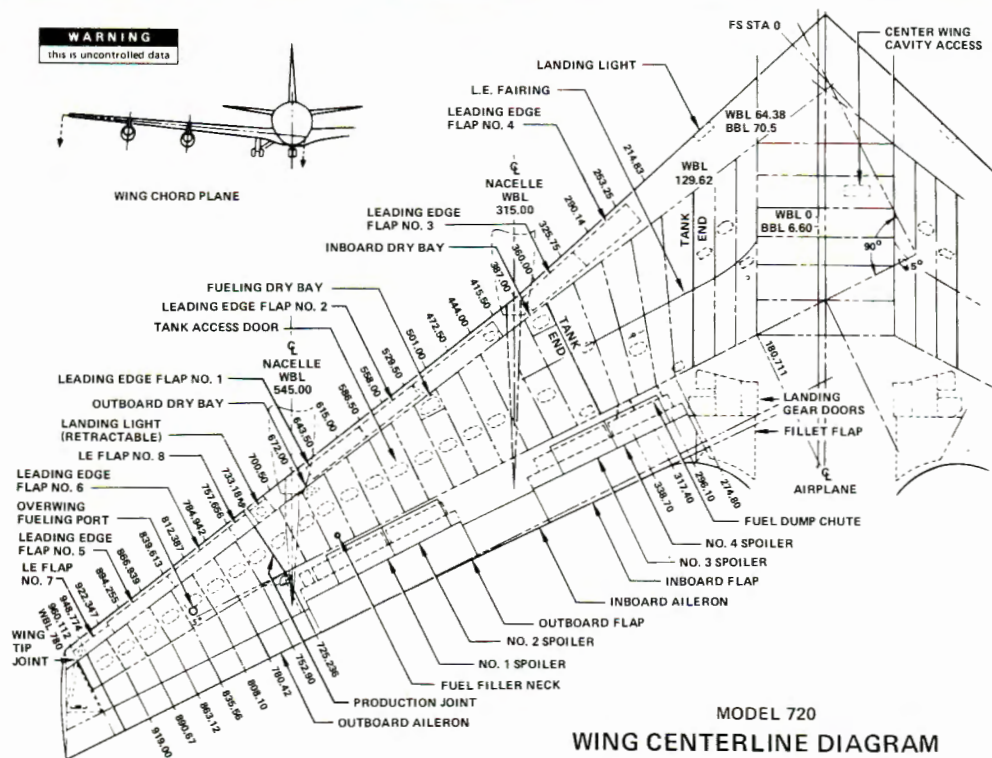 WARNING
this is uncontrolled data
WING CHORD PLANE
FS STA 0
CENTER WING
CAVITY ACCESS
LANDING LIGHT
L.E. FAIRING
LEADING EDGE
FLAP NO. 4
WBL 64.38
BBL 70.5
WBL
129.62
WBL 0
BBL 6.60
90°
5°
TANK
END
214.83
253.25
290.14
325.75
360.00
387.00
415.50
444.00
472.50
501.00
529.50
558.00
586.50
615.00
643.50
672.00
700.50
733.184
757.656
784.942
812.387
839.613
866.939
894.255
922.347
948.774
960.112
WBL 780
℄
NACELLE
WBL
315.00
LEADING EDGE
FLAP NO. 3
INBOARD DRY BAY
TANK
END
FUELING DRY BAY
LEADING EDGE FLAP NO. 2
TANK ACCESS DOOR
℄
NACELLE
WBL
545.00
LEADING EDGE FLAP NO. 1
OUTBOARD DRY BAY
LANDING LIGHT
(RETRACTABLE)
LE FLAP NO. 8
LEADING EDGE
FLAP NO. 6
OVERWING
FUELING PORT
LEADING EDGE
FLAP NO. 5
LE FLAP
NO. 7
WING
TIP
JOINT
180.711
LANDING
GEAR DOORS
FILLET FLAP
℄
AIRPLANE
274.80
296.10
317.40
338.70
FUEL DUMP CHUTE
NO. 4 SPOILER
NO. 3 SPOILER
INBOARD FLAP
INBOARD AILERON
OUTBOARD FLAP
NO. 2 SPOILER
NO. 1 SPOILER
FUEL FILLER NECK
PRODUCTION JOINT
OUTBOARD AILERON
725.236
752.90
780.42
808.10
835.56
863.12
890.67
919.00
MODEL 720
WING CENTERLINE DIAGRAM